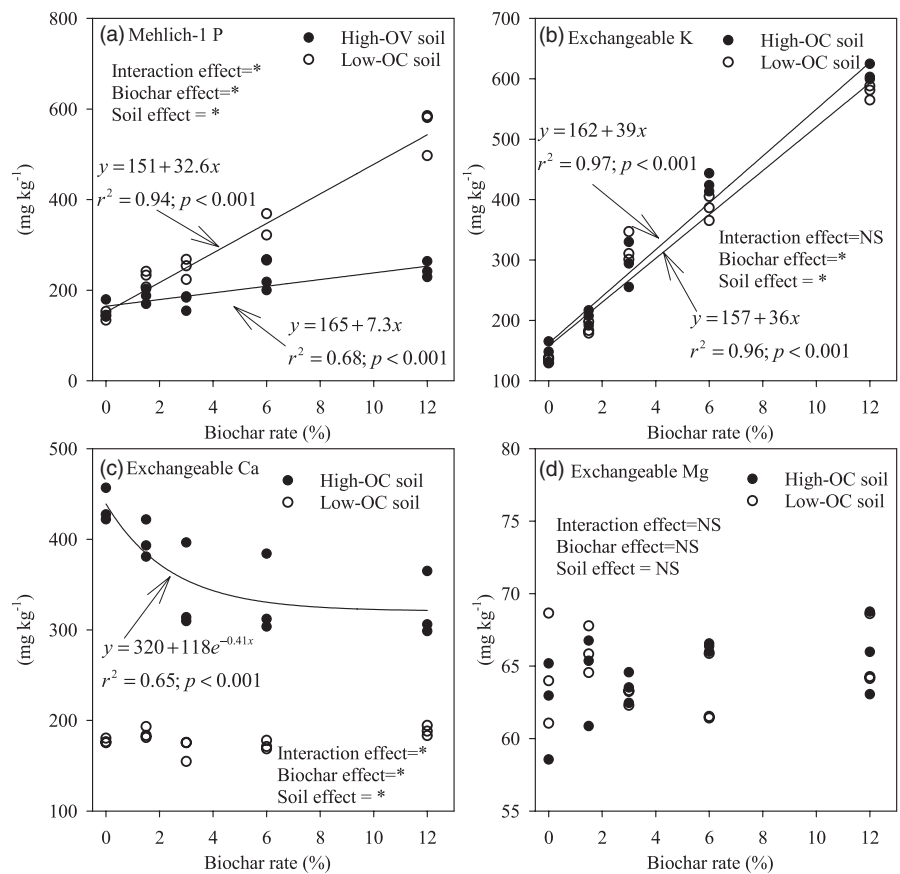 (a) Mehlich-1 P
High-OV soil
Low-OC soil
Interaction effect=*
Biochar effect=*
Soil effect = *
y=151+32.6x
r² = 0.94; p<0.001
y=165+7.3x
r² = 0.68; p<0.001
(mg kg⁻¹)
800
600
400
200
0
0 2 4 6 8 10 12
Biochar rate (%)
(b) Exchangeable K
High-OC soil
Low-OC soil
y=162+39x
r² = 0.97; p<0.001
Interaction effect=NS
Biochar effect=*
Soil effect = *
y=157+36x
r² = 0.96; p<0.001
(mg kg⁻¹)
700
600
500
400
300
200
100
0 2 4 6 8 10 12
Biochar rate (%)
(c) Exchangeable Ca
High-OC soil
Low-OC soil
y=320+118e⁻⁰·⁴¹ˣ
r² = 0.65; p<0.001
Interaction effect=*
Biochar effect=*
Soil effect = *
(mg kg⁻¹)
500
400
300
200
100
0 2 4 6 8 10 12
Biochar rate (%)
(d) Exchangeable Mg
High-OC soil
Low-OC soil
Interaction effect=NS
Biochar effect=NS
Soil effect = NS
(mg kg⁻¹)
80
75
70
65
60
55
0 2 4 6 8 10 12
Biochar rate (%)